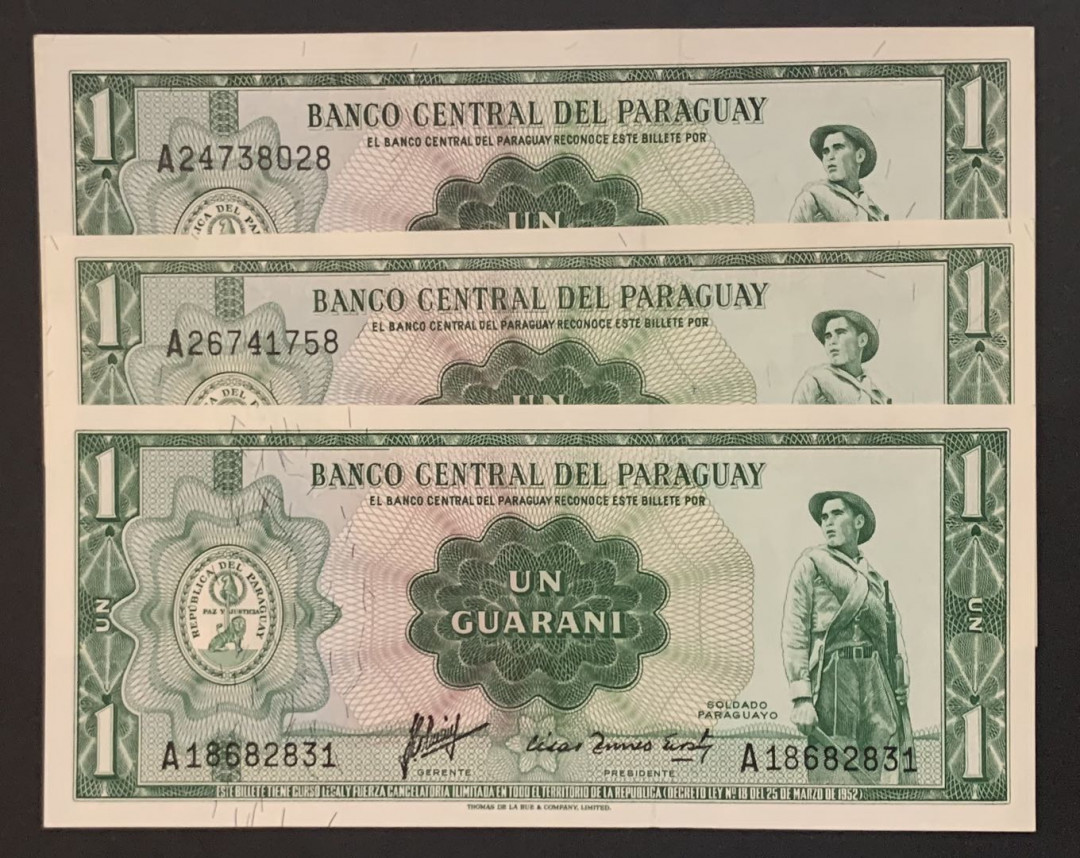 1 BANCO CENTRAL DEL PARAGUAY 1
EL BANCO CENTRAL DEL PARAGUAY RECONOCE ESTE BILLETE POR
A24738028
UN
1 BANCO CENTRAL DEL PARAGUAY 1
EL BANCO CENTRAL DEL PARAGUAY RECONOCE ESTE BILLETE POR
A26741758
UN
1 BANCO CENTRAL DEL PARAGUAY 1
EL BANCO CENTRAL DEL PARAGUAY RECONOCE ESTE BILLETE POR
REPÚBLICA DEL PARAGUAY
PAZ Y JUSTICIA
UN
GUARANI
UN
UN
SOLDADO
PARAGUAYO
1 A18682831 A18682831 1
GERENTE PRESIDENTE
ESTE BILLETE TIENE CURSO LEGAL Y FUERZA CANCELATORIA ILIMITADA EN TODO EL TERRITORIO DE LA REPUBLICA (DECRETO LEY Nº 18 DEL 25 DE MARZO DE 1952)
THOMAS DE LA RUE & COMPANY, LIMITED.